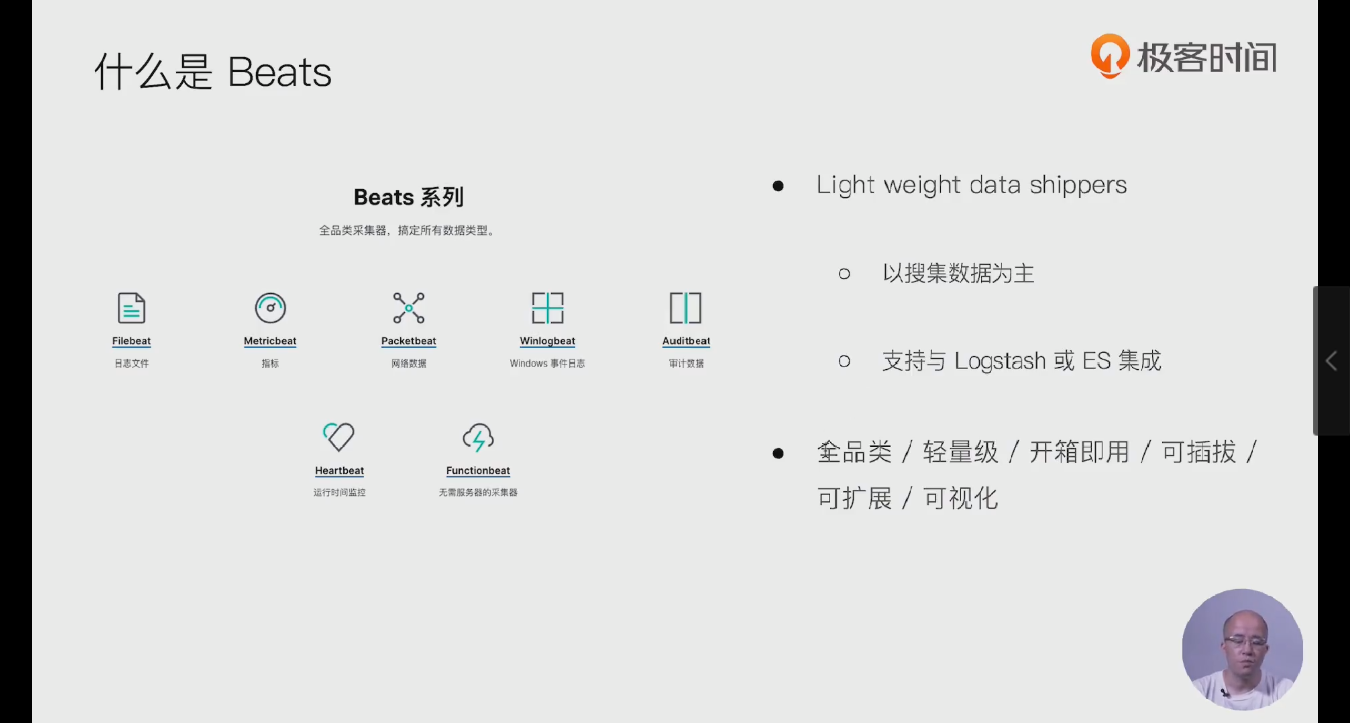 什么是 Beats
极客时间
Beats 系列
全品类采集器，搞定所有数据类型。
Filebeat
日志文件
Metricbeat
指标
Packetbeat
网络数据
Winlogbeat
Windows 事件日志
Auditbeat
审计数据
Heartbeat
运行时间监控
Functionbeat
无需服务器的采集器
Light weight data shippers
以搜集数据为主
支持与 Logstash 或 ES 集成
全品类 / 轻量级 / 开箱即用 / 可插拔 /
可扩展 / 可视化